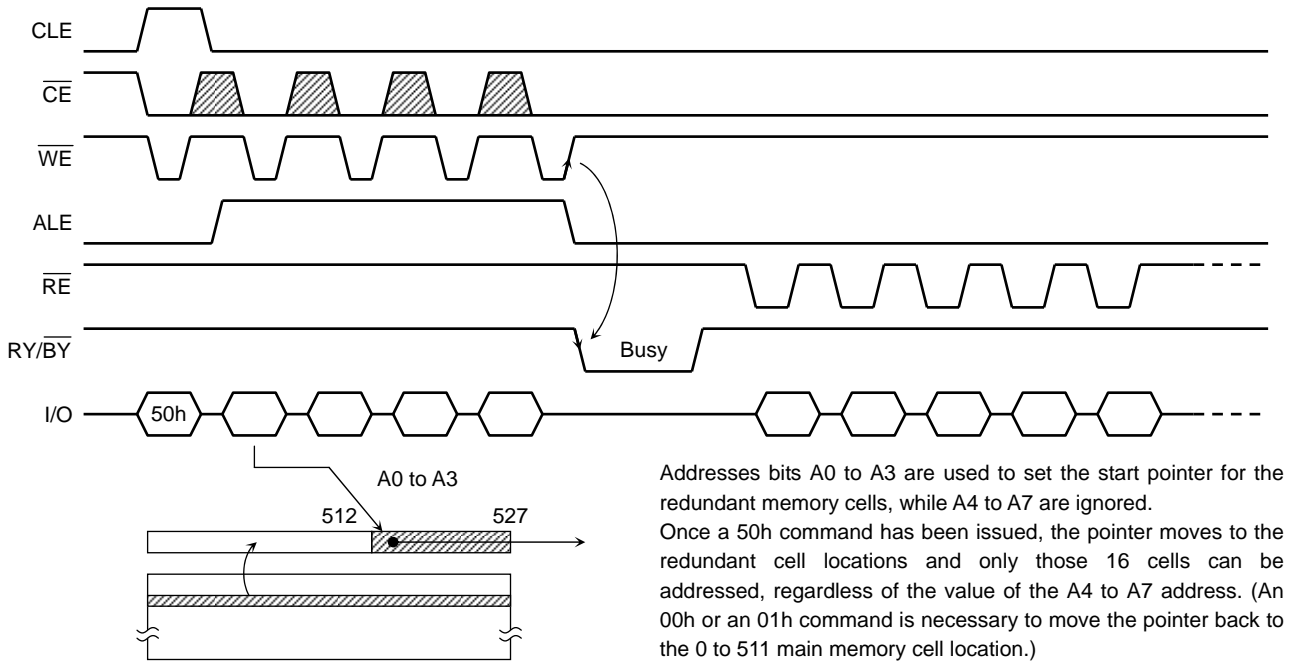 CLE
CE
WE
ALE
RE
RY/BY
Busy
I/O
50h
A0 to A3
512
527
Addresses bits A0 to A3 are used to set the start pointer for the
redundant memory cells, while A4 to A7 are ignored.
Once a 50h command has been issued, the pointer moves to the
redundant cell locations and only those 16 cells can be
addressed, regardless of the value of the A4 to A7 address. (An
00h or an 01h command is necessary to move the pointer back to
the 0 to 511 main memory cell location.)